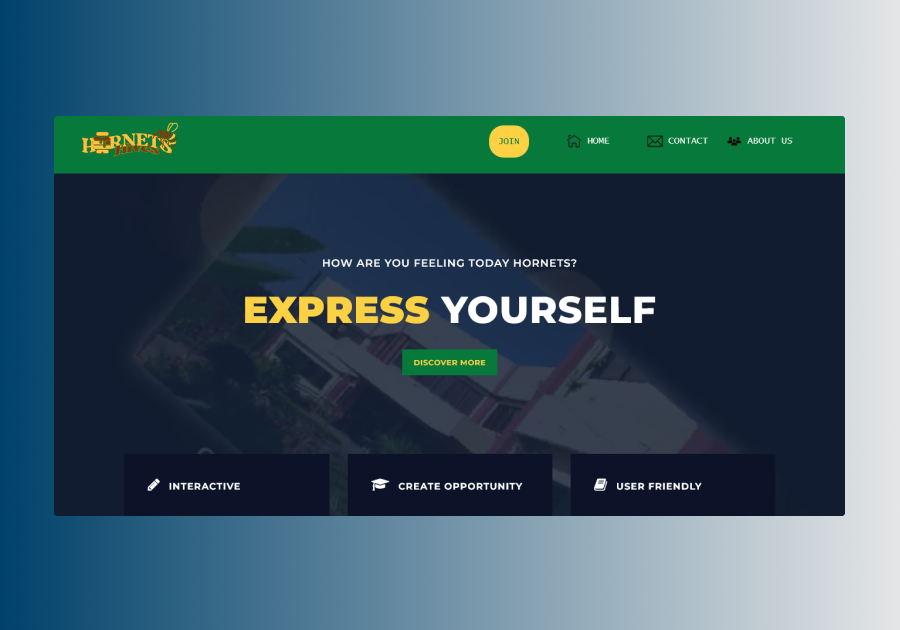 HORNETS
Hives
JOIN
HOME
CONTACT
ABOUT US
HOW ARE YOU FEELING TODAY HORNETS?
EXPRESS YOURSELF
DISCOVER MORE
INTERACTIVE
CREATE OPPORTUNITY
USER FRIENDLY